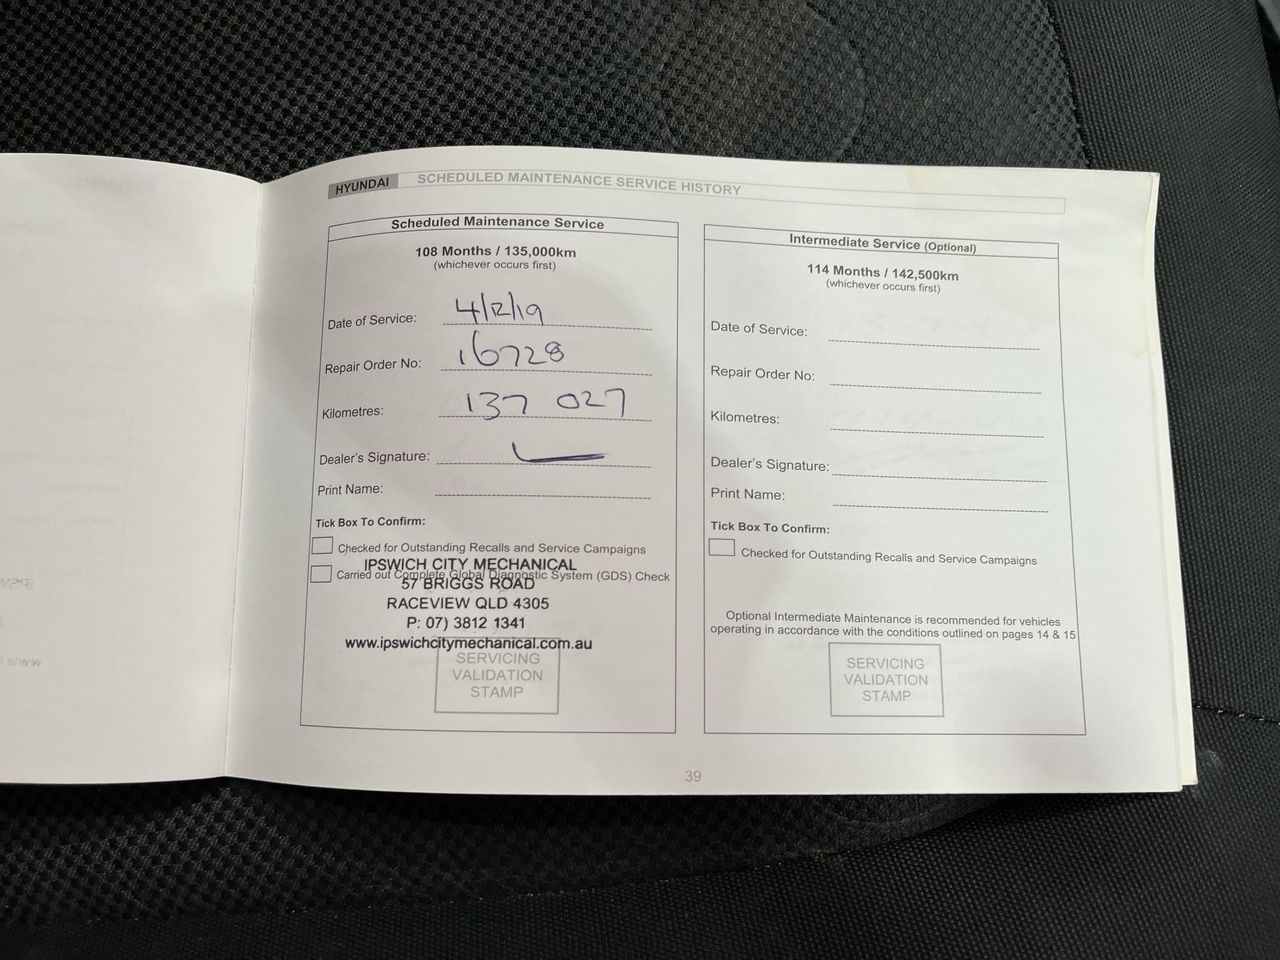 HYUNDAI SCHEDULED MAINTENANCE SERVICE HISTORY
Scheduled Maintenance Service
108 Months / 135,000km
(whichever occurs first)
Date of Service: 4/12/19
Repair Order No: 16728
Kilometres: 137 027
Dealer's Signature:
Print Name:
Tick Box To Confirm:
Checked for Outstanding Recalls and Service Campaigns
IPSWICH CITY MECHANICAL
Carried out Complete Global Diagnostic System (GDS) Check
57 BRIGGS ROAD
RACEVIEW QLD 4305
P: 07) 3812 1341
www.ipswichcitymechanical.com.au
SERVICING
VALIDATION
STAMP
Intermediate Service (Optional)
114 Months / 142,500km
(whichever occurs first)
Date of Service:
Repair Order No:
Kilometres:
Dealer's Signature:
Print Name:
Tick Box To Confirm:
Checked for Outstanding Recalls and Service Campaigns
Optional Intermediate Maintenance is recommended for vehicles
operating in accordance with the conditions outlined on pages 14 & 15
SERVICING
VALIDATION
STAMP
39